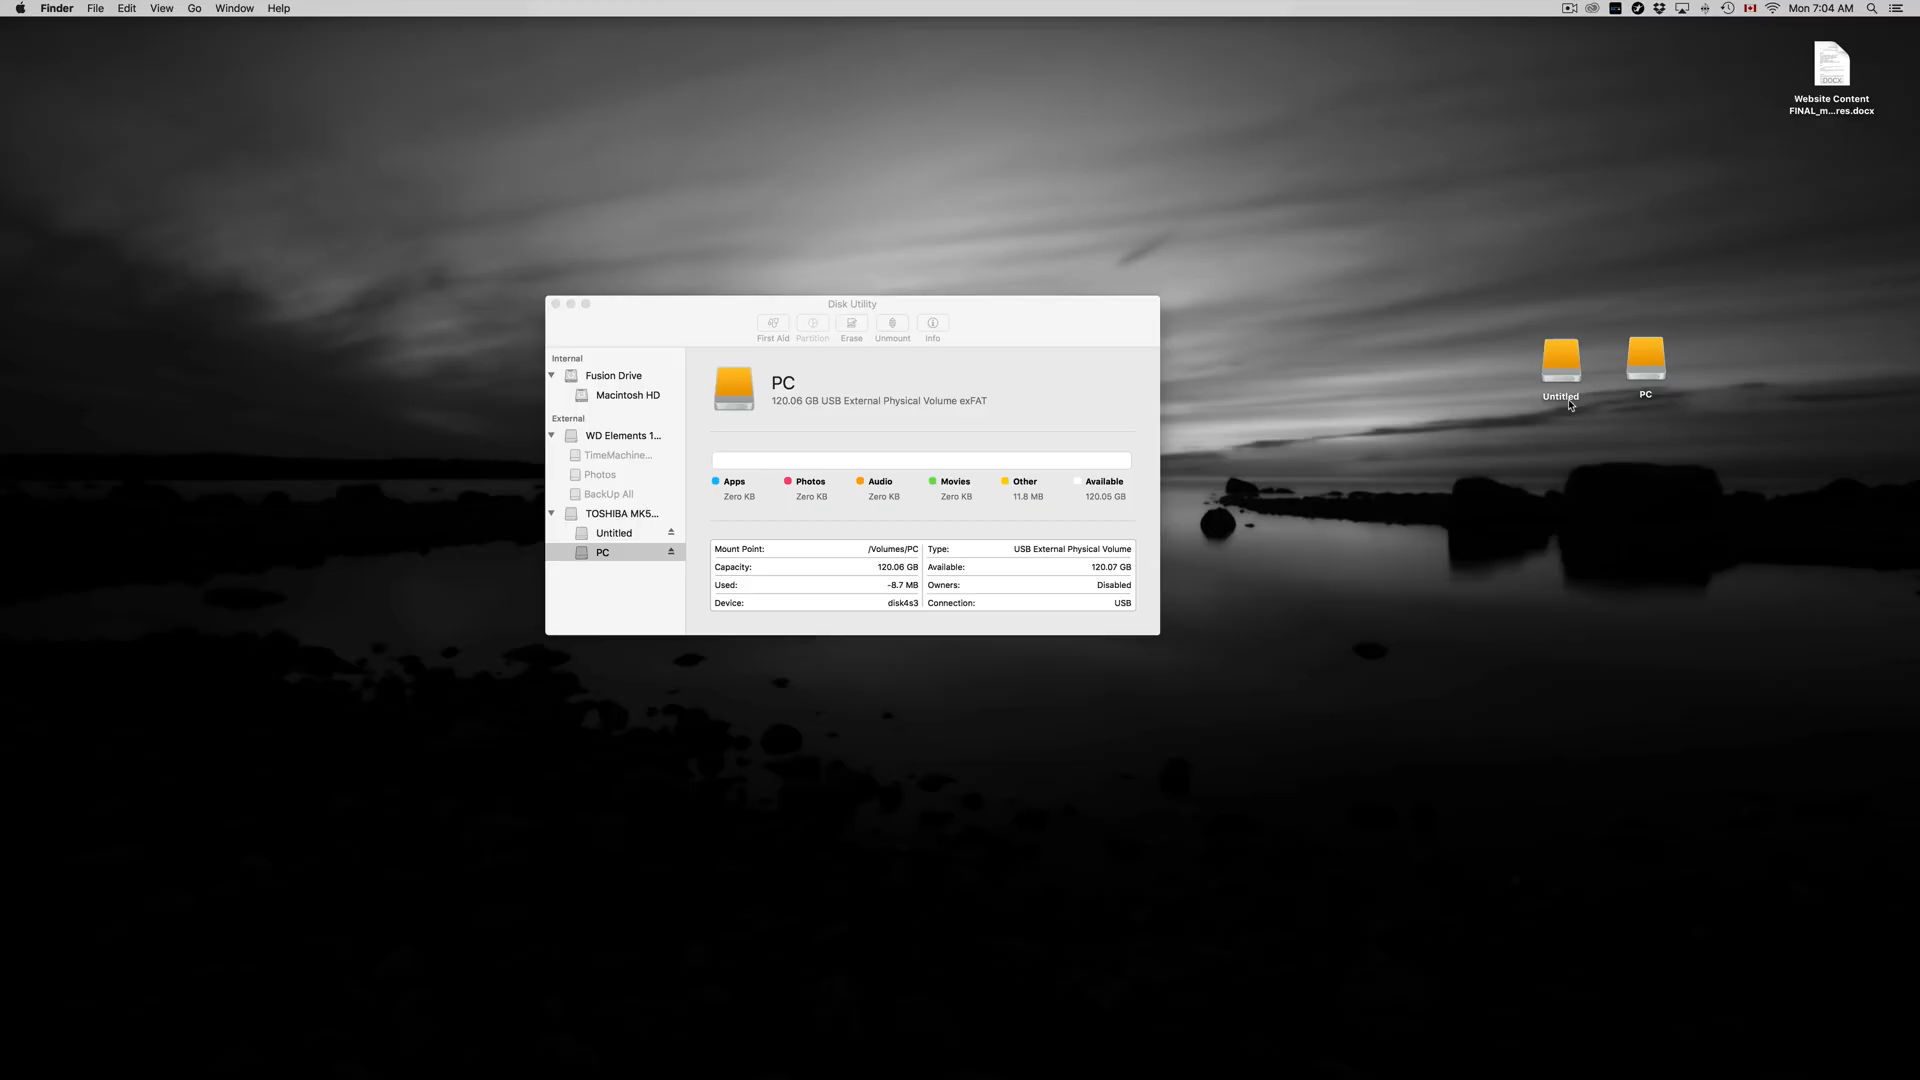 Finder File Edit View Go Window Help
Mon 7:04 AM
DOCX
Website Content
FINAL_m...res.docx
Disk Utility
First Aid Partition Erase Unmount Info
Internal
Fusion Drive
Macintosh HD
External
WD Elements 1...
TimeMachine...
Photos
BackUp All
TOSHIBA MK5...
Untitled
PC
PC
120.06 GB USB External Physical Volume exFAT
Apps Photos Audio Movies Other Available
Zero KB Zero KB Zero KB Zero KB 11.8 MB 120.05 GB
Mount Point: /Volumes/PC Type: USB External Physical Volume
Capacity: 120.06 GB Available: 120.07 GB
Used: -8.7 MB Owners: Disabled
Device: disk4s3 Connection: USB
Untitled
PC